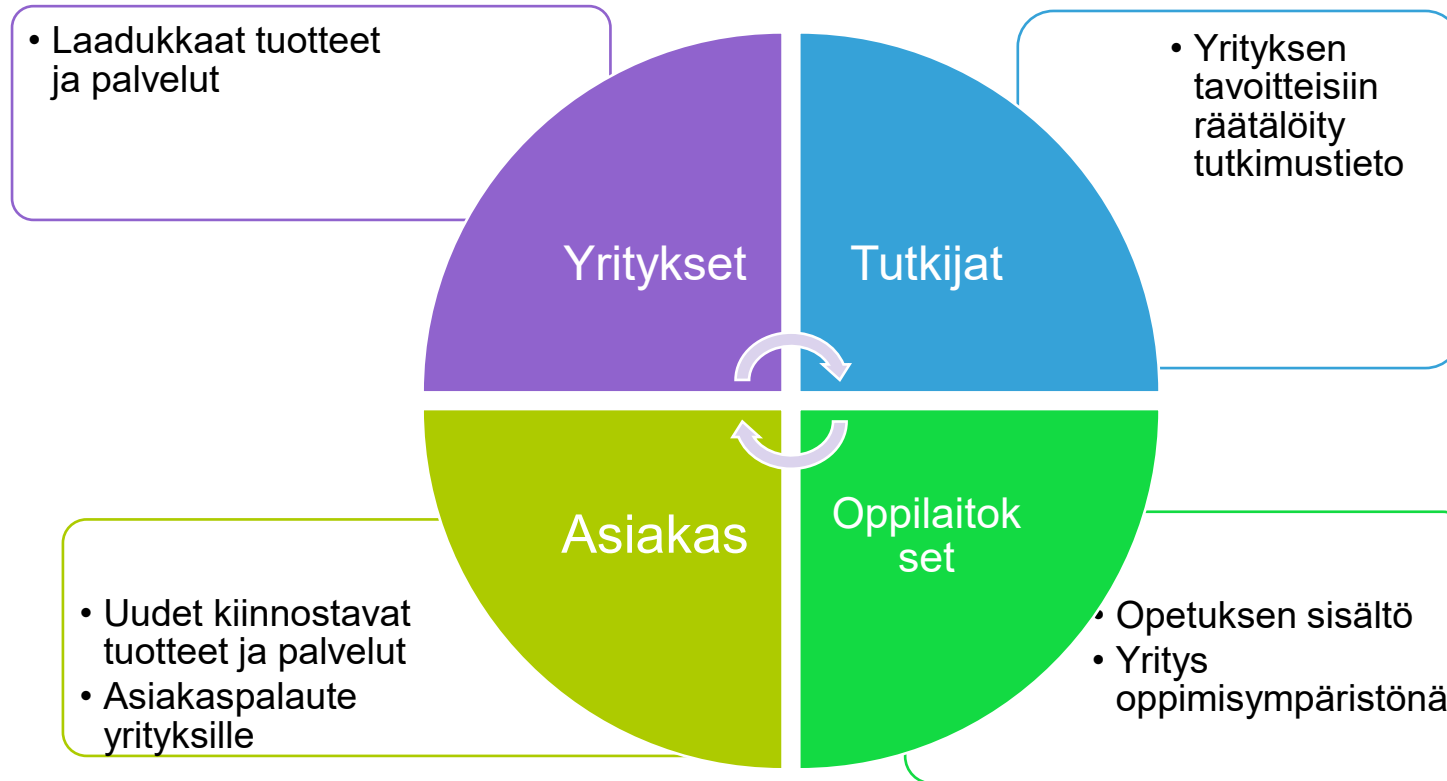 • Laadukkaat tuotteet
ja palvelut
• Yrityksen
tavoitteisiin
räätälöity
tutkimustieto
Yritykset
Tutkijat
Asiakas
Oppilaitok
set
• Uudet kiinnostavat
tuotteet ja palvelut
• Asiakaspalaute
yrityksille
• Opetuksen sisältö
• Yritys
oppimisympäristönä